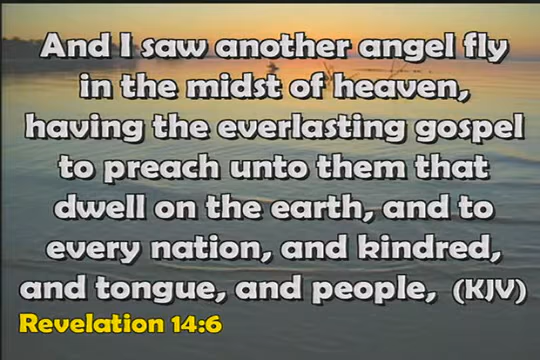 And I saw another angel fly
in the midst of heaven,
having the everlasting gospel
to preach unto them that
dwell on the earth, and to
every nation, and kindred,
and tongue, and people, (KJV)
Revelation 14:6